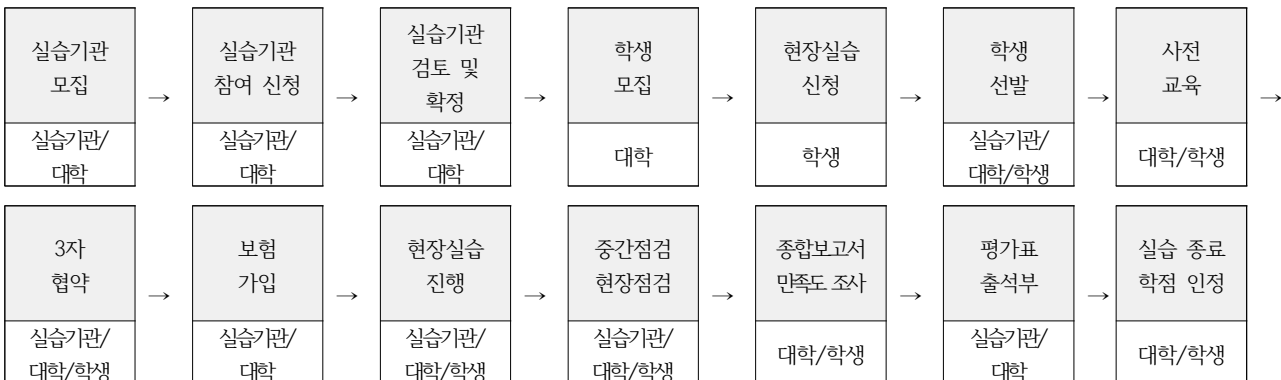 실습기관
모집
실습기관/
대학
→
실습기관
참여 신청
실습기관/
대학
→
실습기관
검토 및
확정
실습기관/
대학
→
학생
모집
대학
→
현장실습
신청
학생
→
학생
선발
실습기관/
대학/학생
→
사전
교육
대학/학생
→
3자
협약
실습기관/
대학/학생
→
보험
가입
실습기관/
대학
→
현장실습
진행
실습기관/
대학/학생
→
중간점검
현장점검
실습기관/
대학/학생
→
종합보고서
만족도 조사
대학/학생
→
평가표
출석부
실습기관/
대학
→
실습 종료
학점 인정
대학/학생